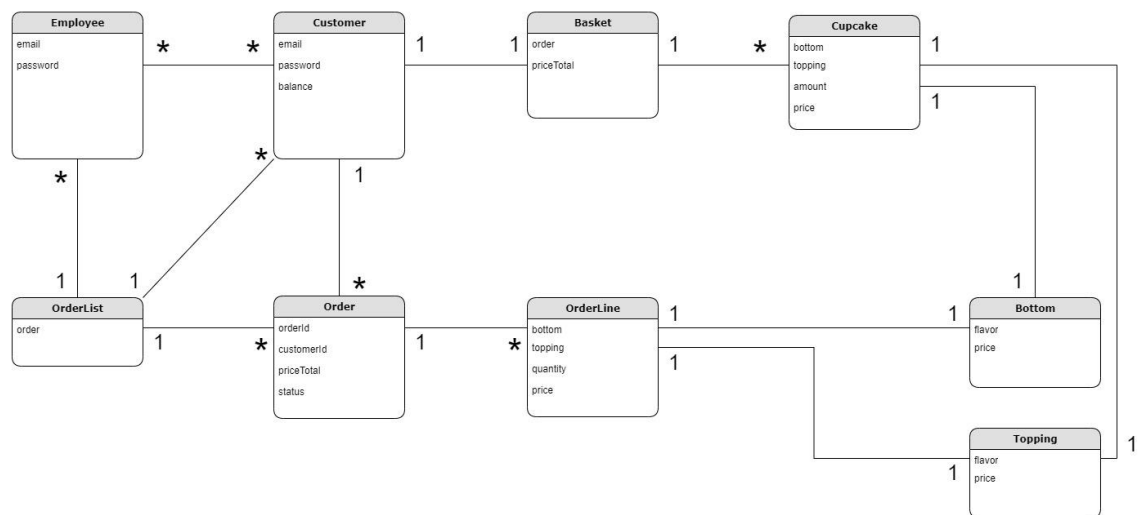 Employee
email
password
*
*
Customer
email
password
balance
1
1
Basket
order
priceTotal
1
*
Cupcake
bottom
topping
amount
price
1
1
*
*
1
1
1
*
1
OrderList
order
1
*
Order
orderId
customerId
priceTotal
status
1
*
OrderLine
bottom
topping
quantity
price
1
1
1
Bottom
flavor
price
1
Topping
flavor
price
1